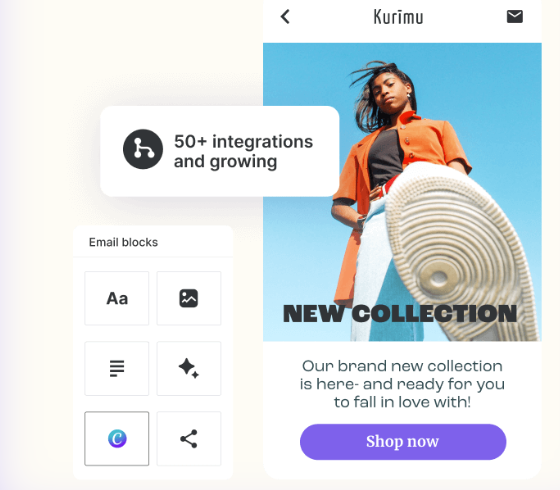 Kurīmu
50+ integrations
and growing
Email blocks
Aa
NEW COLLECTION
Our brand new collection
is here- and ready for you
to fall in love with!
Shop now